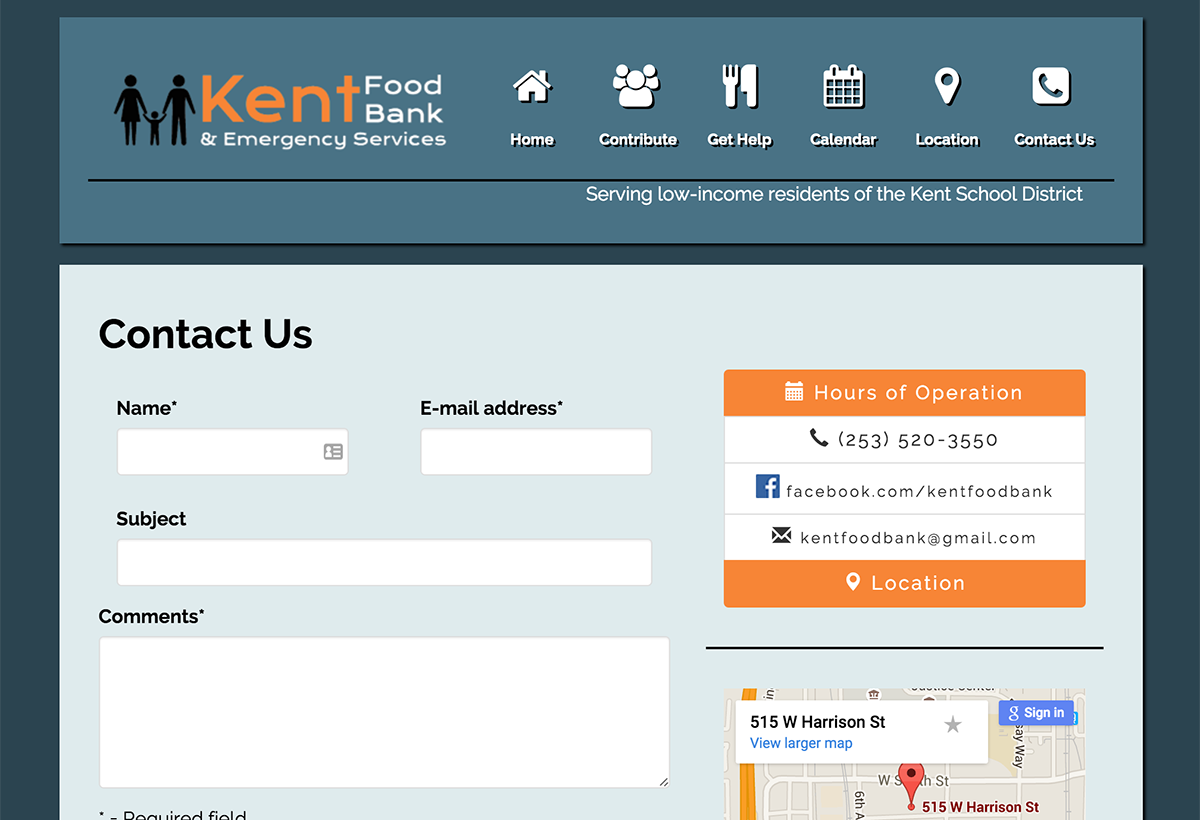 Kent Food Bank
& Emergency Services
Home Contribute Get Help Calendar Location Contact Us
Serving low-income residents of the Kent School District
Contact Us
Name* E-mail address*
Subject
Comments*
* - Required field
Hours of Operation
(253) 520-3550
facebook.com/kentfoodbank
kentfoodbank@gmail.com
Location
Justice Center
515 W Harrison St
View larger map
g Sign in
W
St
6th
515 W Harrison St